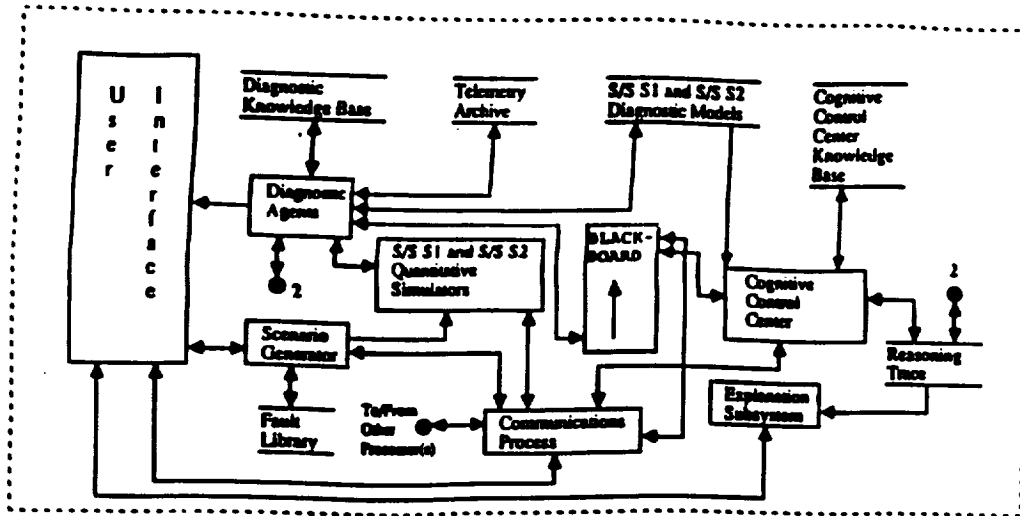 User
Interface
Diagnostic
Knowledge Base
Telemetry
Archive
S/S S1 and S/S S2
Diagnostic Models
Cognitive
Control
Center
Knowledge
Base
Diagnostic
Agents
2
S/S S1 and S/S S2
Quantitative
Simulators
BLACK-
BOARD
Cognitive
Control
Center
2
Scenario
Generator
Reasoning
Trace
Fault
Library
To/From
Other
Processor(s)
Communications
Process
Explanation
Subsystem